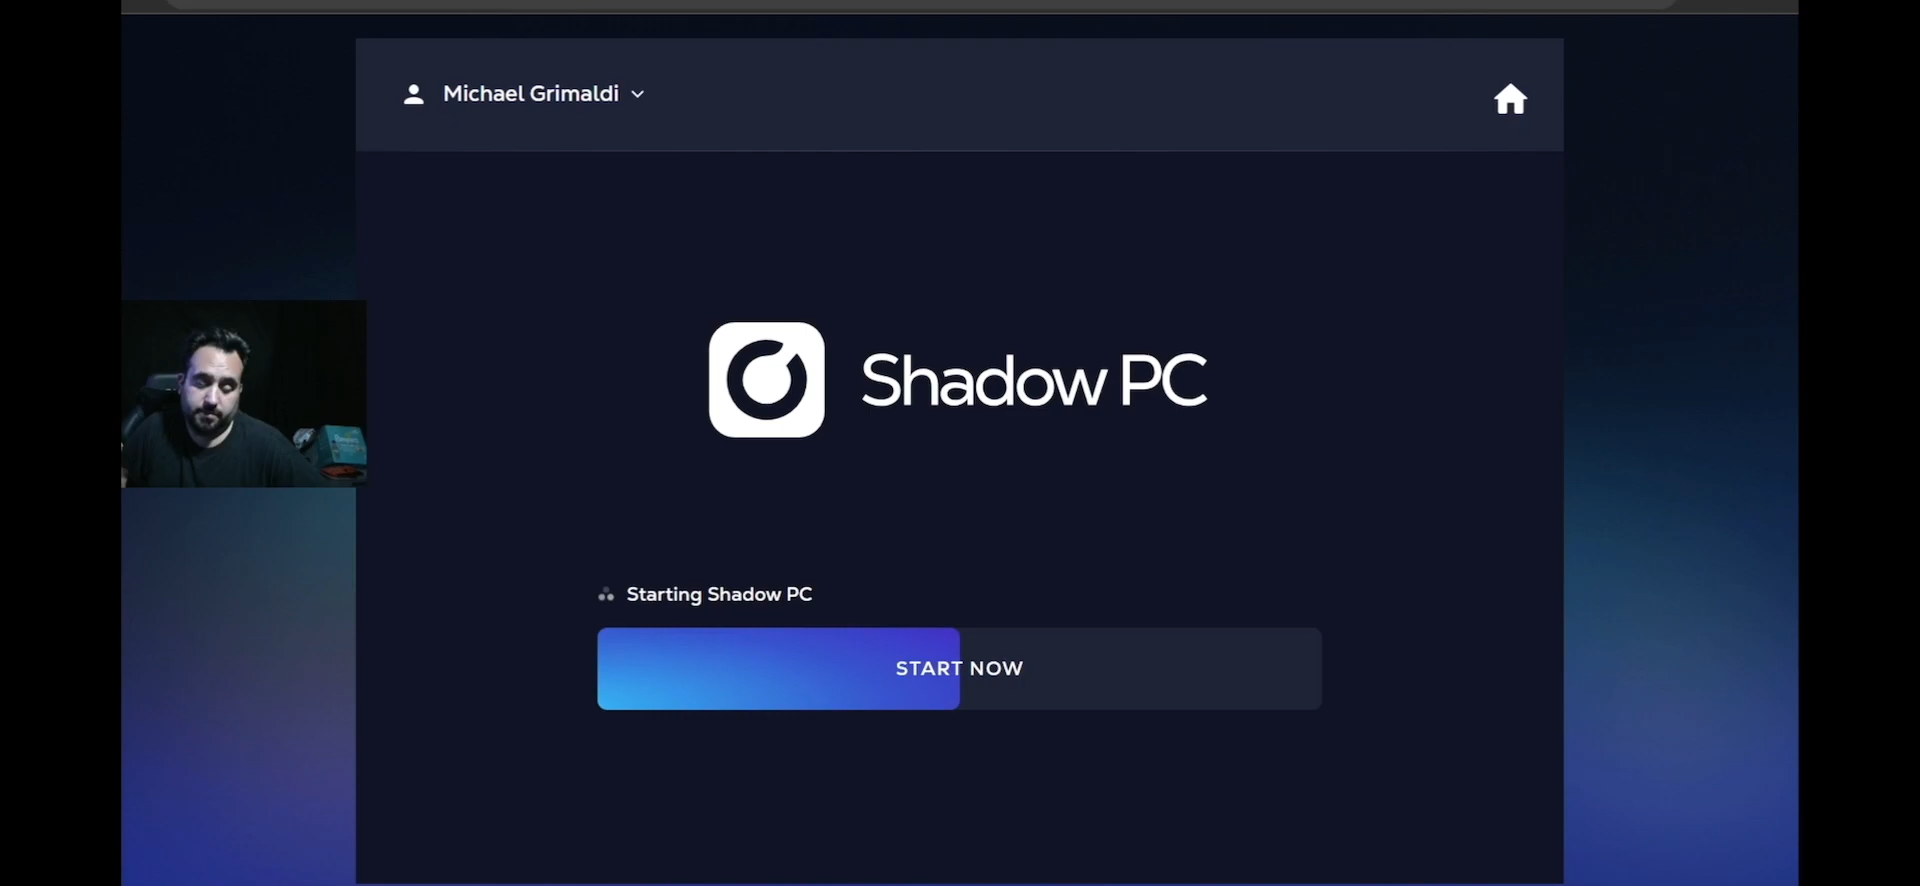 Michael Grimaldi
Shadow PC
Starting Shadow PC
START NOW